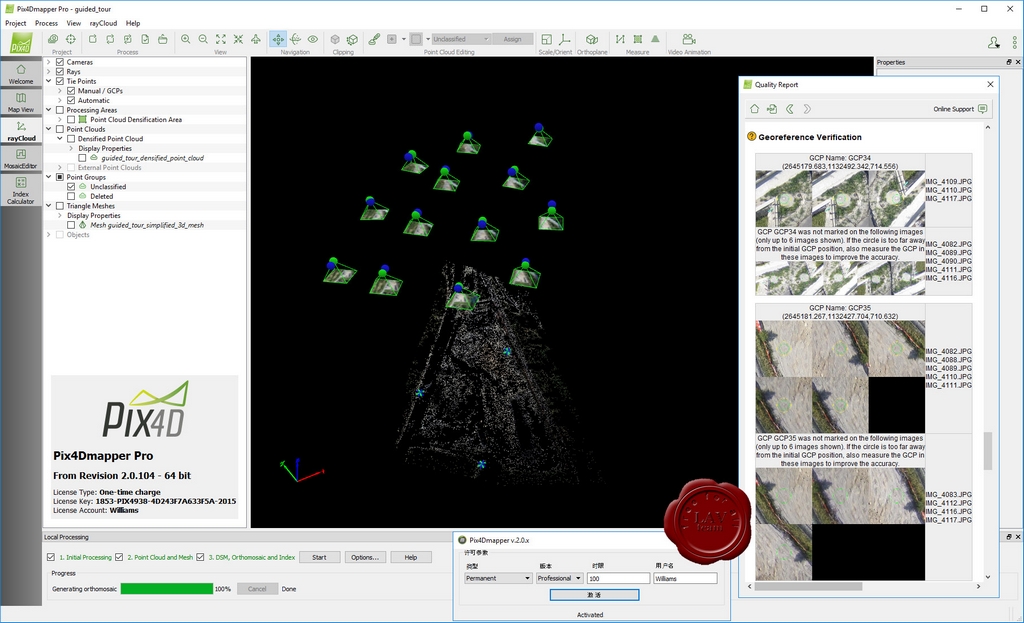 Pix4Dmapper Pro - guided_tour
Project Process View rayCloud Help
Unclassified Assign
Project Process View Navigation Clipping Point Cloud Editing Scale/Orient Orthoplane Measure Video Animation
Welcome
Map View
rayCloud
MosaicEditor
Index
Calculator
Cameras
Rays
Tie Points
Manual / GCPs
Automatic
Processing Areas
Point Cloud Densification Area
Point Clouds
Densified Point Cloud
Display Properties
guided_tour_densified_point_cloud
External Point Clouds
Point Groups
Unclassified
Deleted
Triangle Meshes
Display Properties
Mesh guided_tour_simplified_3d_mesh
Objects
PIX4D
Pix4Dmapper Pro
From Revision 2.0.104 - 64 bit
License Type: One-time charge
License Key: 1853-PIX4938-4D243F7A633F5A-2015
License Account: Williams
Properties
Quality Report
Online Support
Georeference Verification
GCP Name: GCP34
(2645179.683,1132492.342,714.556)
IMG_4109.JPG
IMG_4110.JPG
IMG_4117.JPG
GCP GCP34 was not marked on the following images
(only up to 6 images shown). If the circle is too far away
from the initial GCP position, also measure the GCP in
these images to improve the accuracy.
IMG_4082.JPG
IMG_4089.JPG
IMG_4090.JPG
IMG_4111.JPG
IMG_4116.JPG
GCP Name: GCP35
(2645181.267,1132427.704,710.632)
IMG_4082.JPG
IMG_4088.JPG
IMG_4089.JPG
IMG_4110.JPG
IMG_4111.JPG
GCP GCP35 was not marked on the following images
(only up to 6 images shown). If the circle is too far away
from the initial GCP position, also measure the GCP in
these images to improve the accuracy.
IMG_4083.JPG
IMG_4112.JPG
IMG_4116.JPG
IMG_4117.JPG
Local Processing
1. Initial Processing 2. Point Cloud and Mesh 3. DSM, Orthomosaic and Index Start Options... Help
Progress
Generating orthomosaic 100% Cancel Done
Pix4Dmapper v.2.0.x
许可参数
类型 版本 时限 用户名
Permanent Professional 100 Williams
激活
Activated
LAV
team